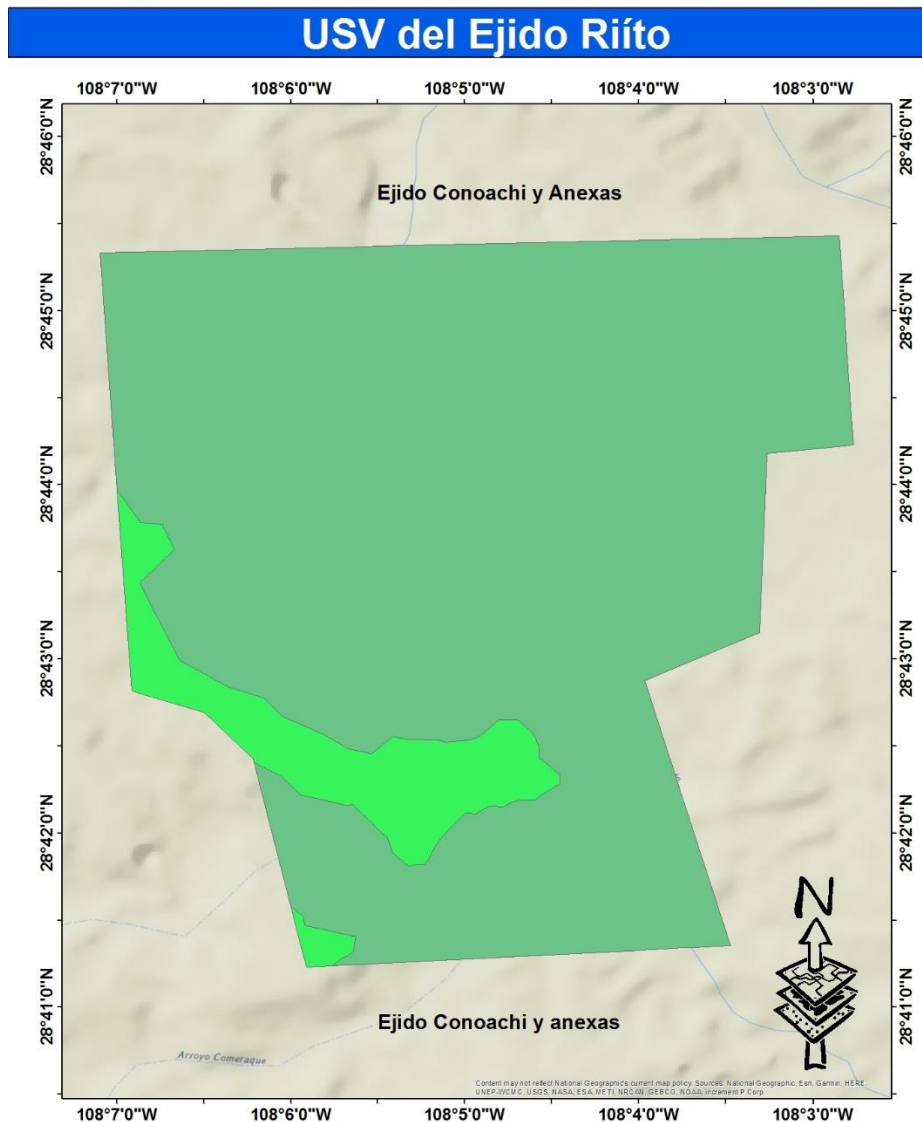 USV del Ejido Riíto
108°7'0"W 108°6'0"W 108°5'0"W 108°4'0"W 108°3'0"W
28°46'0"N 28°46'0"N
Ejido Conoachi y Anexas
28°45'0"N 28°45'0"N
28°44'0"N 28°44'0"N
28°43'0"N 28°43'0"N
28°42'0"N 28°42'0"N
N
28°41'0"N 28°41'0"N
Ejido Conoachi y anexas
Arroyo Comeraque
Content may not reflect National Geographic's current map policy. Sources: National Geographic, Esri, Garmin, HERE,
UNEP-WCMC, USGS, NASA, ESA, METI, NRCAN, GEBCO, NOAA, increment P Corp.
108°7'0"W 108°6'0"W 108°5'0"W 108°4'0"W 108°3'0"W